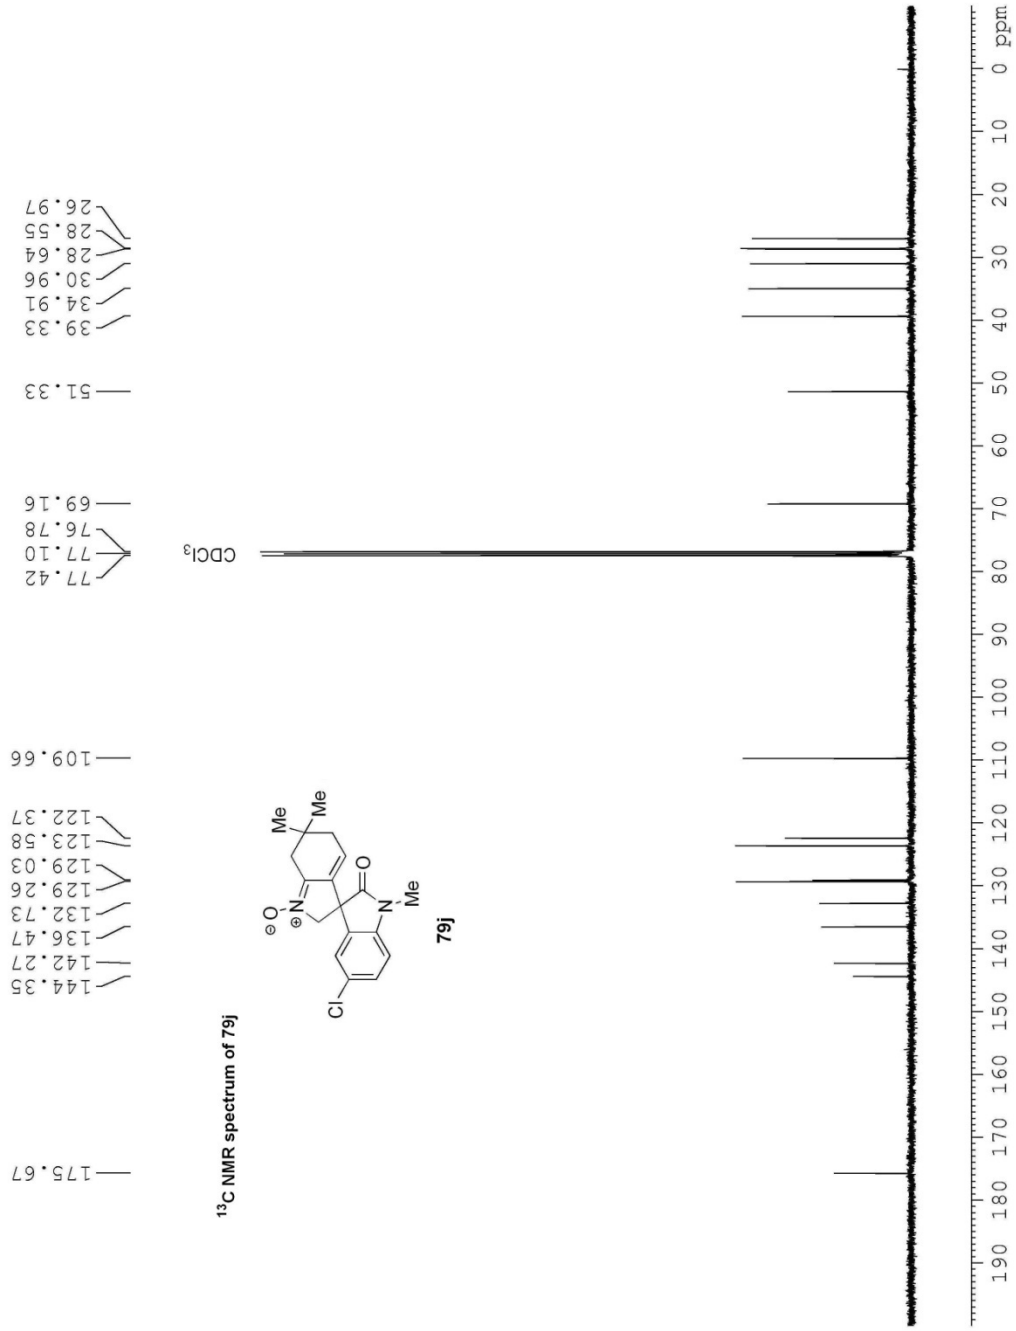 ¹³C NMR spectrum of 79j
175.67
144.35
142.27
136.47
132.73
129.26
129.03
123.58
122.37
109.66
77.42
77.10
76.78
69.16
51.33
39.33
34.91
30.96
28.64
28.55
26.97
CDCl₃
⊖ O
N
⊕
Me
Me
O
N
Me
Cl
79j
190 180 170 160 150 140 130 120 110 100 90 80 70 60 50 40 30 20 10 0 ppm